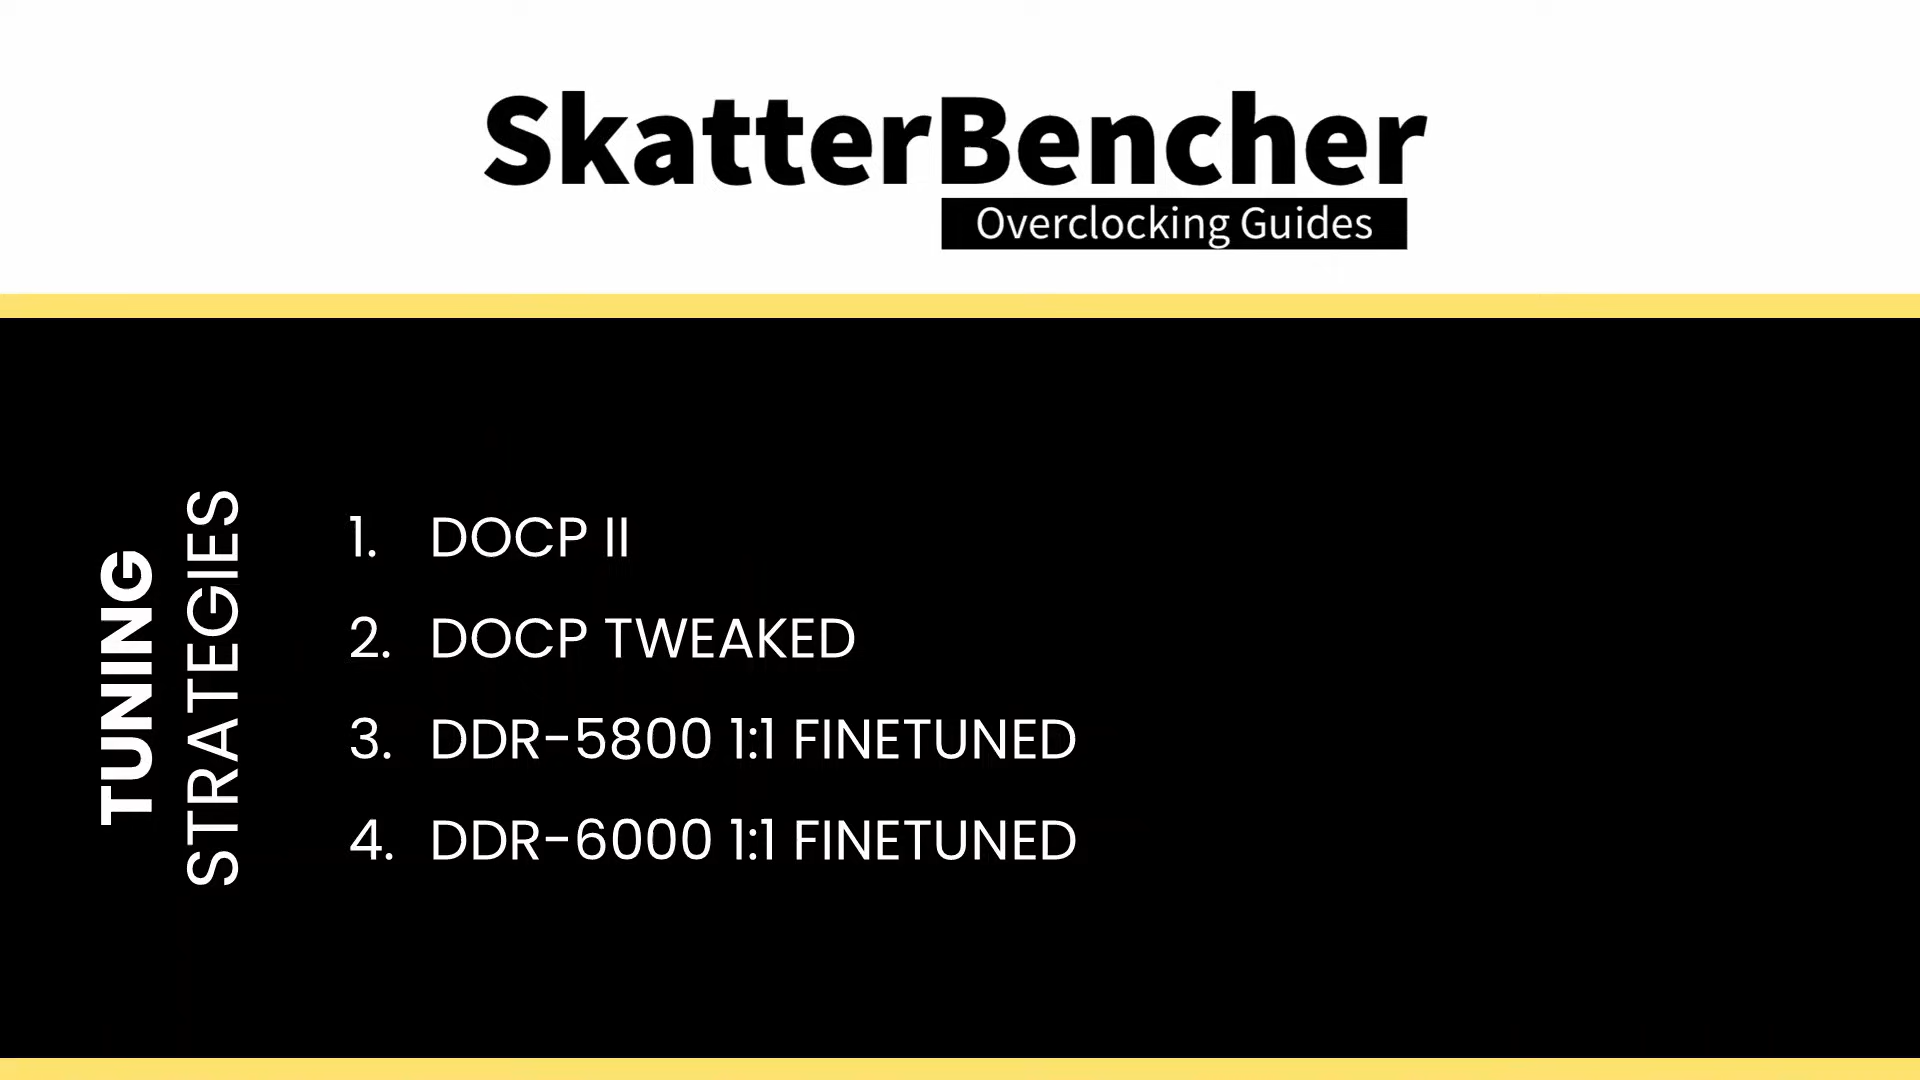 SkatterBencher
Overclocking Guides
TUNING
STRATEGIES
1. DOCP II
2. DOCP TWEAKED
3. DDR-5800 1:1 FINETUNED
4. DDR-6000 1:1 FINETUNED